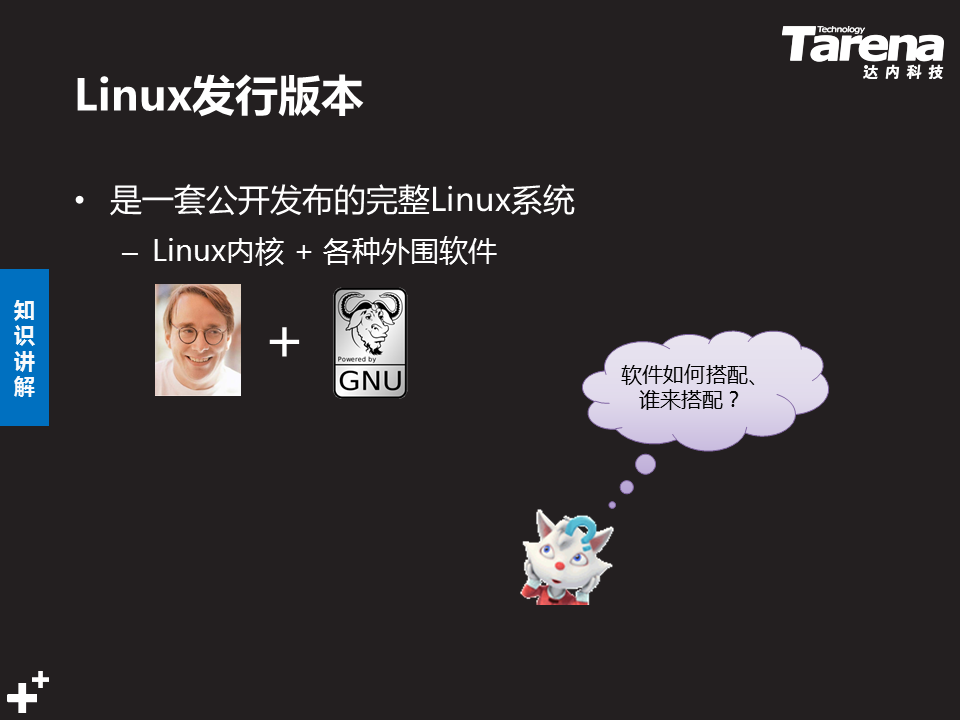 Technology
Tarena
达内科技
Linux发行版本
• 是一套公开发布的完整Linux系统
– Linux内核 + 各种外围软件
知识讲解
+
Powered by
GNU
软件如何搭配、
谁来搭配？